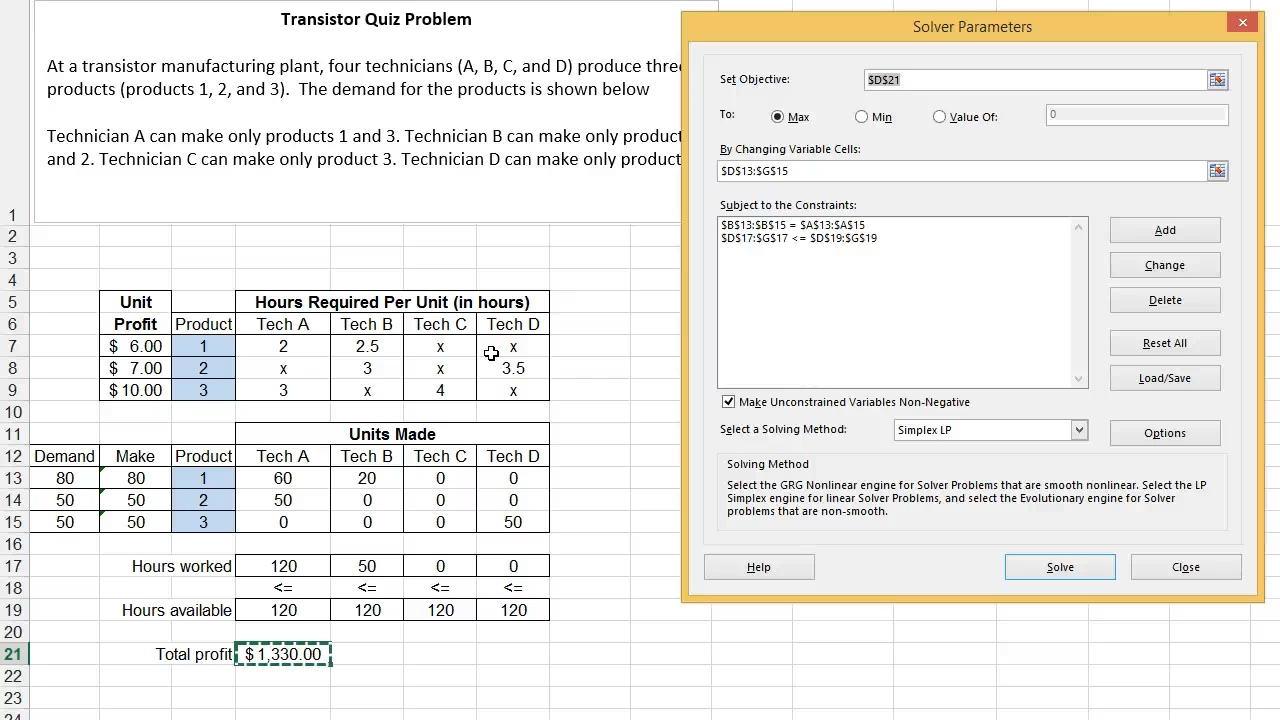 Transistor Quiz Problem
At a transistor manufacturing plant, four technicians (A, B, C, and D) produce three
products (products 1, 2, and 3).  The demand for the products is shown below
Technician A can make only products 1 and 3. Technician B can make only product
and 2. Technician C can make only product 3. Technician D can make only product
1
2
3
4
5 Unit Hours Required Per Unit (in hours)
6 Profit Product Tech A Tech B Tech C Tech D
7 $ 6.00 1 2 2.5 x x
8 $ 7.00 2 x 3 x 3.5
9 $10.00 3 3 x 4 x
10
11 Units Made
12 Demand Make Product Tech A Tech B Tech C Tech D
13 80 80 1 60 20 0 0
14 50 50 2 50 0 0 0
15 50 50 3 0 0 0 50
16
17 Hours worked 120 50 0 0
18 <= <= <= <=
19 Hours available 120 120 120 120
20
21 Total profit $ 1,330.00
22
23
24
Solver Parameters
Set Objective: $D$21
To: Max Min Value Of: 0
By Changing Variable Cells:
$D$13:$G$15
Subject to the Constraints:
$B$13:$B$15 = $A$13:$A$15
$D$17:$G$17 <= $D$19:$G$19
Add
Change
Delete
Reset All
Load/Save
Make Unconstrained Variables Non-Negative
Select a Solving Method: Simplex LP Options
Solving Method
Select the GRG Nonlinear engine for Solver Problems that are smooth nonlinear. Select the LP
Simplex engine for linear Solver Problems, and select the Evolutionary engine for Solver
problems that are non-smooth.
Help Solve Close